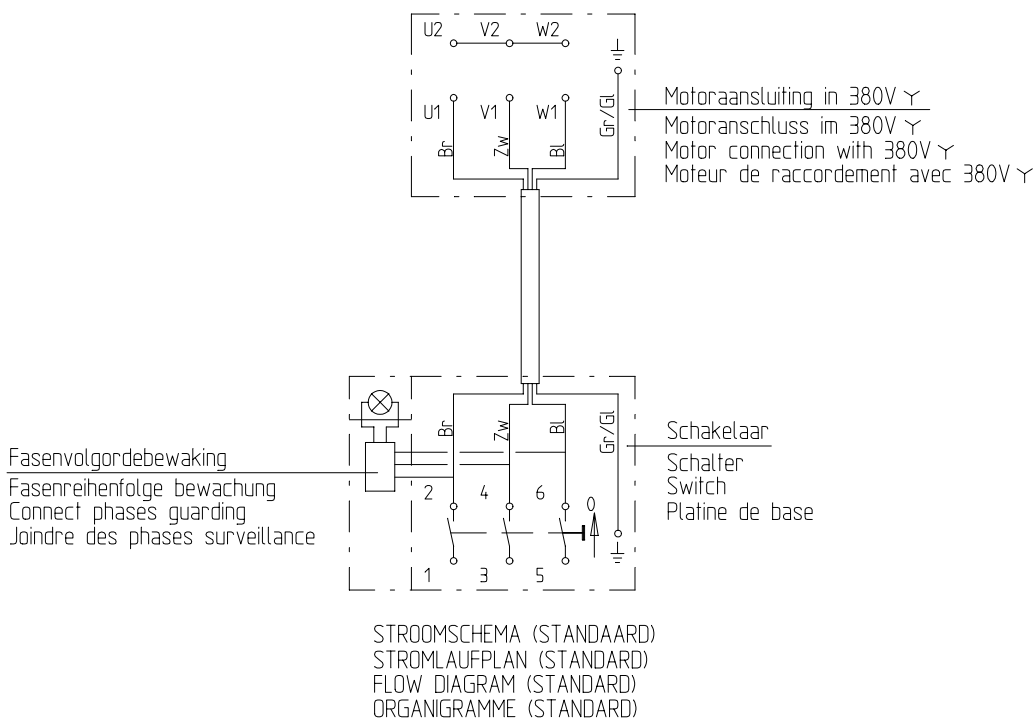 U2 V2 W2
U1 V1 W1
Br Zw Bl Gr/Gl
Motoraansluiting in 380V
Motoranschluss im 380V
Motor connection with 380V
Moteur de raccordement avec 380V
Br Zw Bl Gr/Gl
Schakelaar
Schalter
Switch
Platine de base
Fasenvolgordebewaking
Fasenreihenfolge bewachung
Connect phases guarding
Joindre des phases surveillance
2 4 6 0
1 3 5
STROOMSCHEMA (STANDAARD)
STROMLAUFPLAN (STANDARD)
FLOW DIAGRAM (STANDARD)
ORGANIGRAMME (STANDARD)